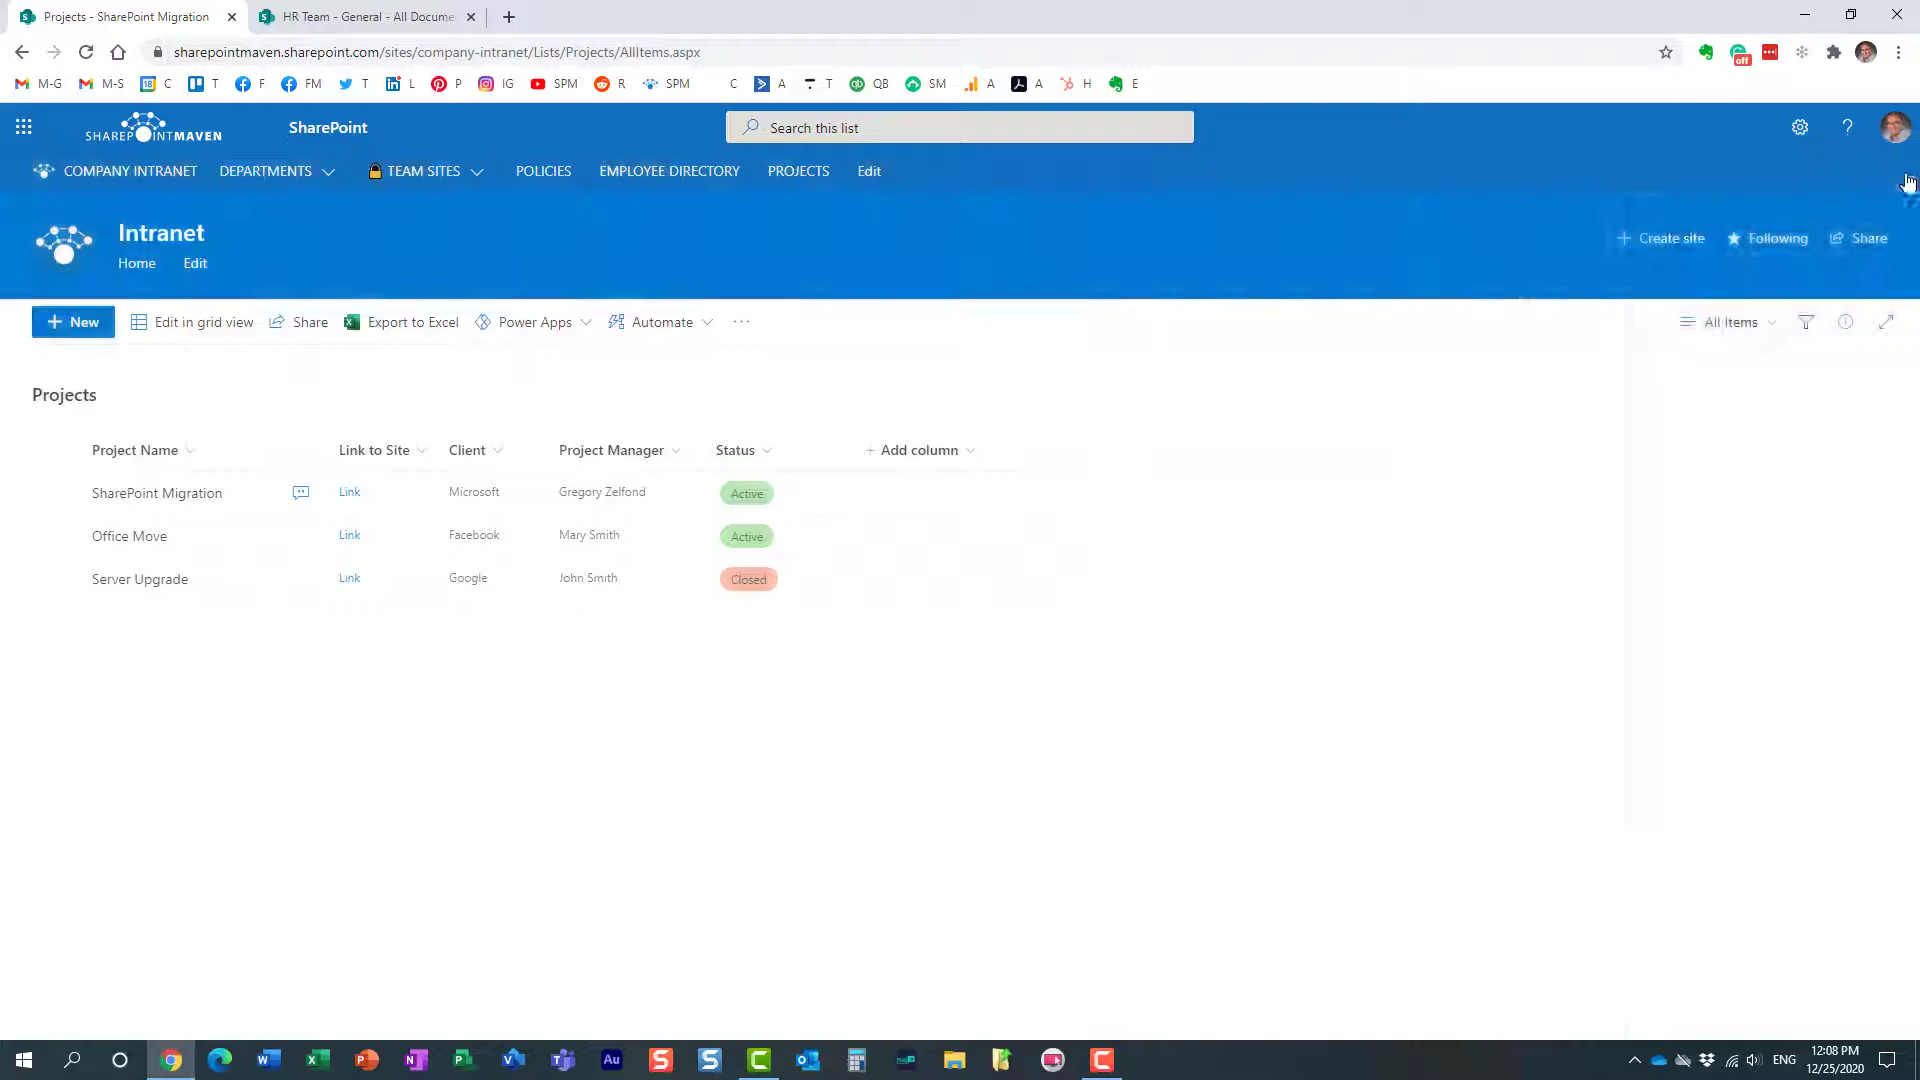 Projects - SharePoint Migration
HR Team - General - All Docume
sharepointmaven.sharepoint.com/sites/company-intranet/Lists/Projects/AllItems.aspx
off
M-G M-S 18 C T F FM T L P IG SPM R SPM C A T QB SM A A H E
SHAREPOINTMAVEN
SharePoint
Search this list
COMPANY INTRANET DEPARTMENTS TEAM SITES POLICIES EMPLOYEE DIRECTORY PROJECTS Edit
Intranet
Home Edit
Create site Following Share
New Edit in grid view Share Export to Excel Power Apps Automate ...
All Items
Projects
Project Name Link to Site Client Project Manager Status + Add column
SharePoint Migration Link Microsoft Gregory Zelfond Active
Office Move Link Facebook Mary Smith Active
Server Upgrade Link Google John Smith Closed
ENG
12:08 PM
12/25/2020